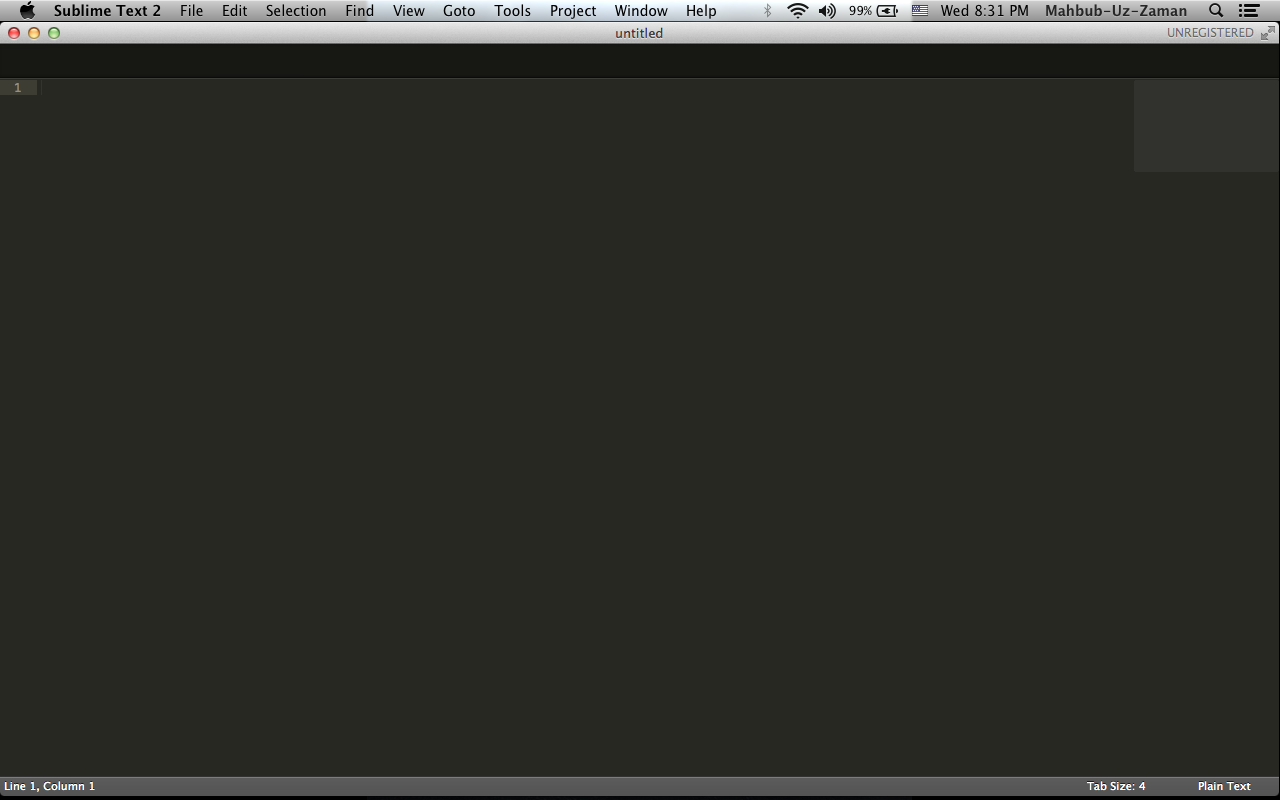 Sublime Text 2 File Edit Selection Find View Goto Tools Project Window Help 99% Wed 8:31 PM Mahbub-Uz-Zaman
untitled UNREGISTERED
1
Line 1, Column 1 Tab Size: 4 Plain Text